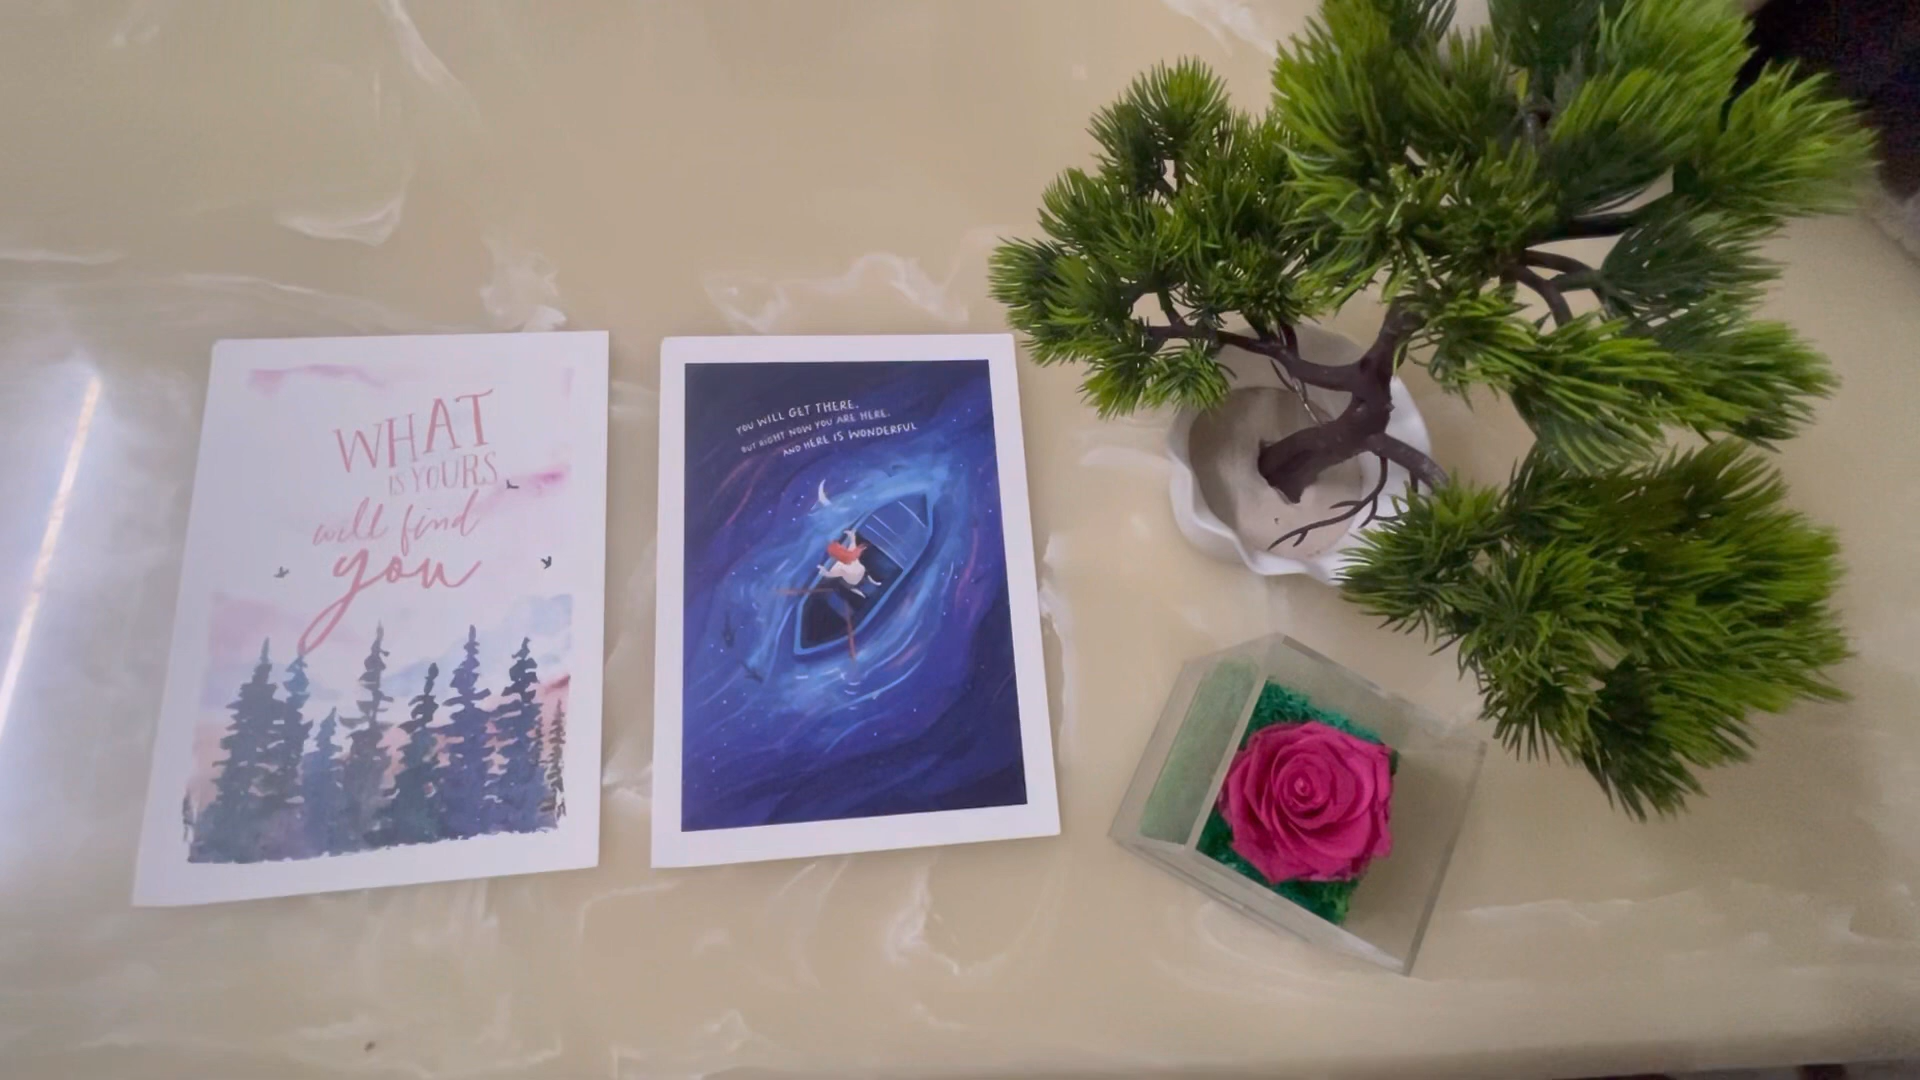 WHAT
IS YOURS
will find
you
YOU WILL GET THERE.
BUT RIGHT NOW YOU ARE HERE.
AND HERE IS WONDERFUL